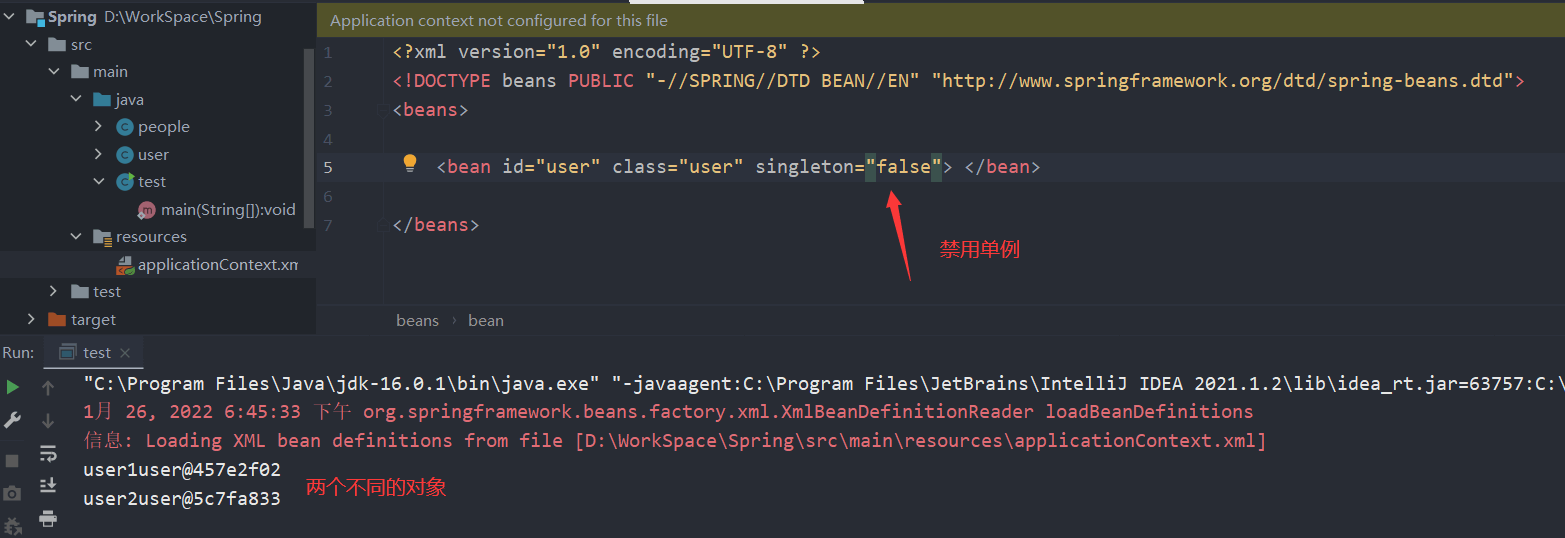 Spring D:\WorkSpace\Spring
src
main
java
people
user
test
main(String[]):void
resources
applicationContext.xm
test
target
Application context not configured for this file
1 <?xml version="1.0" encoding="UTF-8" ?>
2 <!DOCTYPE beans PUBLIC "-//SPRING//DTD BEAN//EN" "http://www.springframework.org/dtd/spring-beans.dtd">
3 <beans>
4
5 <bean id="user" class="user" singleton="false"> </bean>
6
7 </beans>
禁用单例
beans › bean
Run: test
"C:\Program Files\Java\jdk-16.0.1\bin\java.exe" "-javaagent:C:\Program Files\JetBrains\IntelliJ IDEA 2021.1.2\lib\idea_rt.jar=63757:C:\
1月 26, 2022 6:45:33 下午 org.springframework.beans.factory.xml.XmlBeanDefinitionReader loadBeanDefinitions
信息: Loading XML bean definitions from file [D:\WorkSpace\Spring\src\main\resources\applicationContext.xml]
user1user@457e2f02
user2user@5c7fa833
两个不同的对象